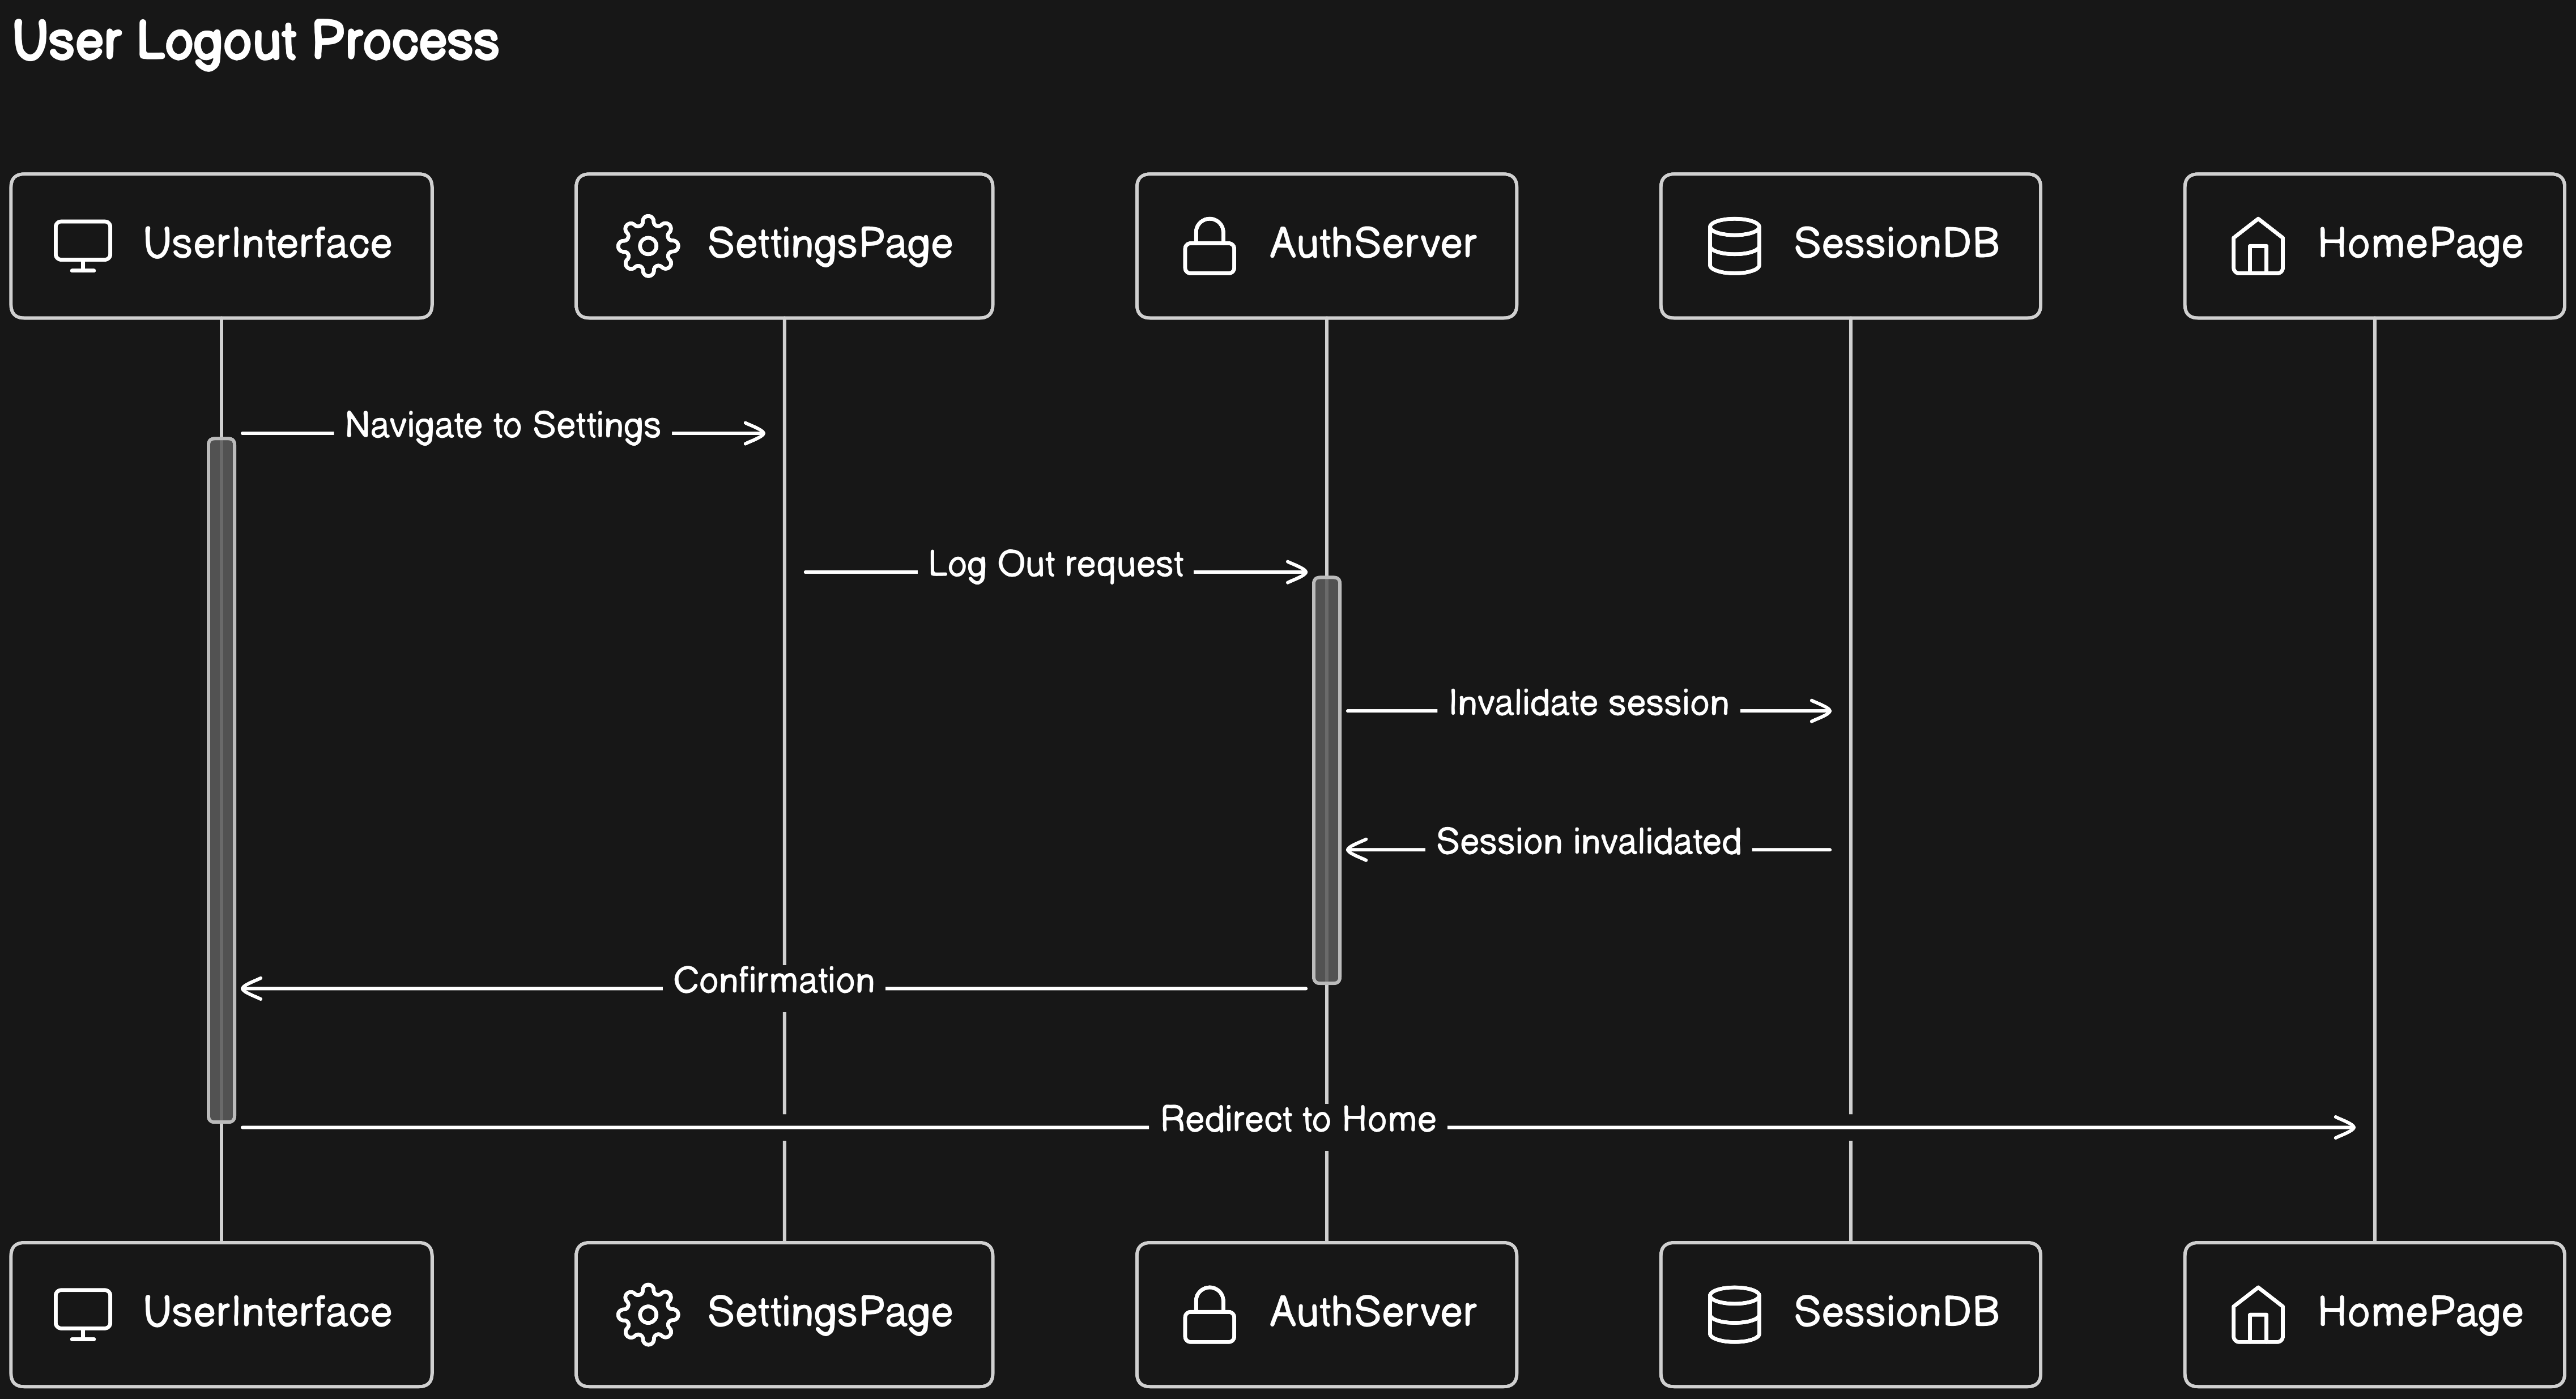 User Logout Process
UserInterface
SettingsPage
AuthServer
SessionDB
HomePage
Navigate to Settings
Log Out request
Invalidate session
Session invalidated
Confirmation
Redirect to Home
UserInterface
SettingsPage
AuthServer
SessionDB
HomePage